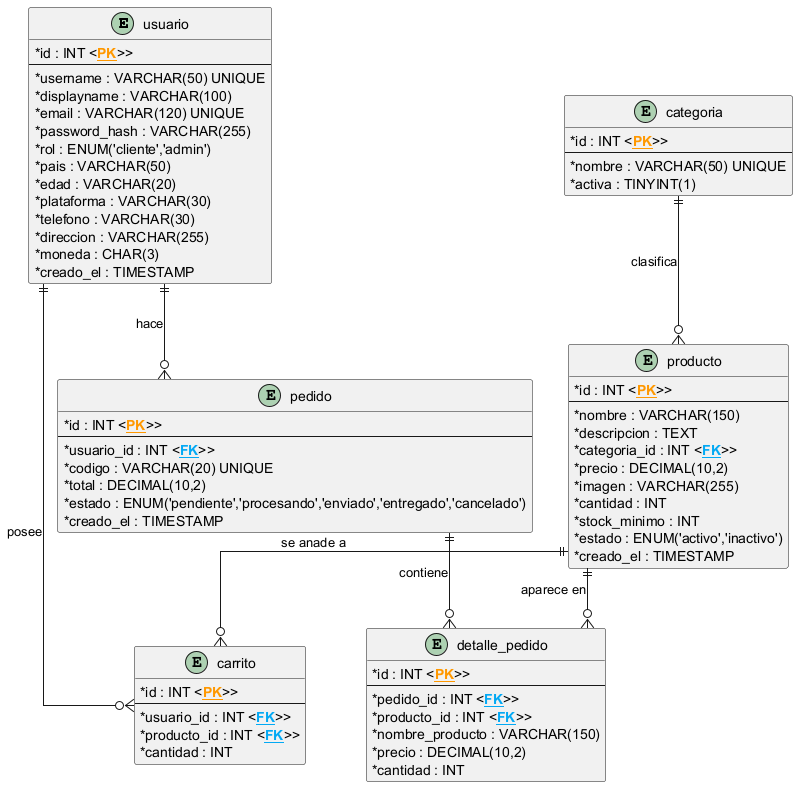 E usuario
*id : INT <PK>>
*username : VARCHAR(50) UNIQUE
*displayname : VARCHAR(100)
*email : VARCHAR(120) UNIQUE
*password_hash : VARCHAR(255)
*rol : ENUM('cliente','admin')
*pais : VARCHAR(50)
*edad : VARCHAR(20)
*plataforma : VARCHAR(30)
*telefono : VARCHAR(30)
*direccion : VARCHAR(255)
*moneda : CHAR(3)
*creado_el : TIMESTAMP
E categoria
*id : INT <PK>>
*nombre : VARCHAR(50) UNIQUE
*activa : TINYINT(1)
clasifica
hace
E pedido
*id : INT <PK>>
*usuario_id : INT <FK>>
*codigo : VARCHAR(20) UNIQUE
*total : DECIMAL(10,2)
*estado : ENUM('pendiente','procesando','enviado','entregado','cancelado')
*creado_el : TIMESTAMP
E producto
*id : INT <PK>>
*nombre : VARCHAR(150)
*descripcion : TEXT
*categoria_id : INT <FK>>
*precio : DECIMAL(10,2)
*imagen : VARCHAR(255)
*cantidad : INT
*stock_minimo : INT
*estado : ENUM('activo','inactivo')
*creado_el : TIMESTAMP
posee
se anade a
contiene
aparece en
E carrito
*id : INT <PK>>
*usuario_id : INT <FK>>
*producto_id : INT <FK>>
*cantidad : INT
E detalle_pedido
*id : INT <PK>>
*pedido_id : INT <FK>>
*producto_id : INT <FK>>
*nombre_producto : VARCHAR(150)
*precio : DECIMAL(10,2)
*cantidad : INT